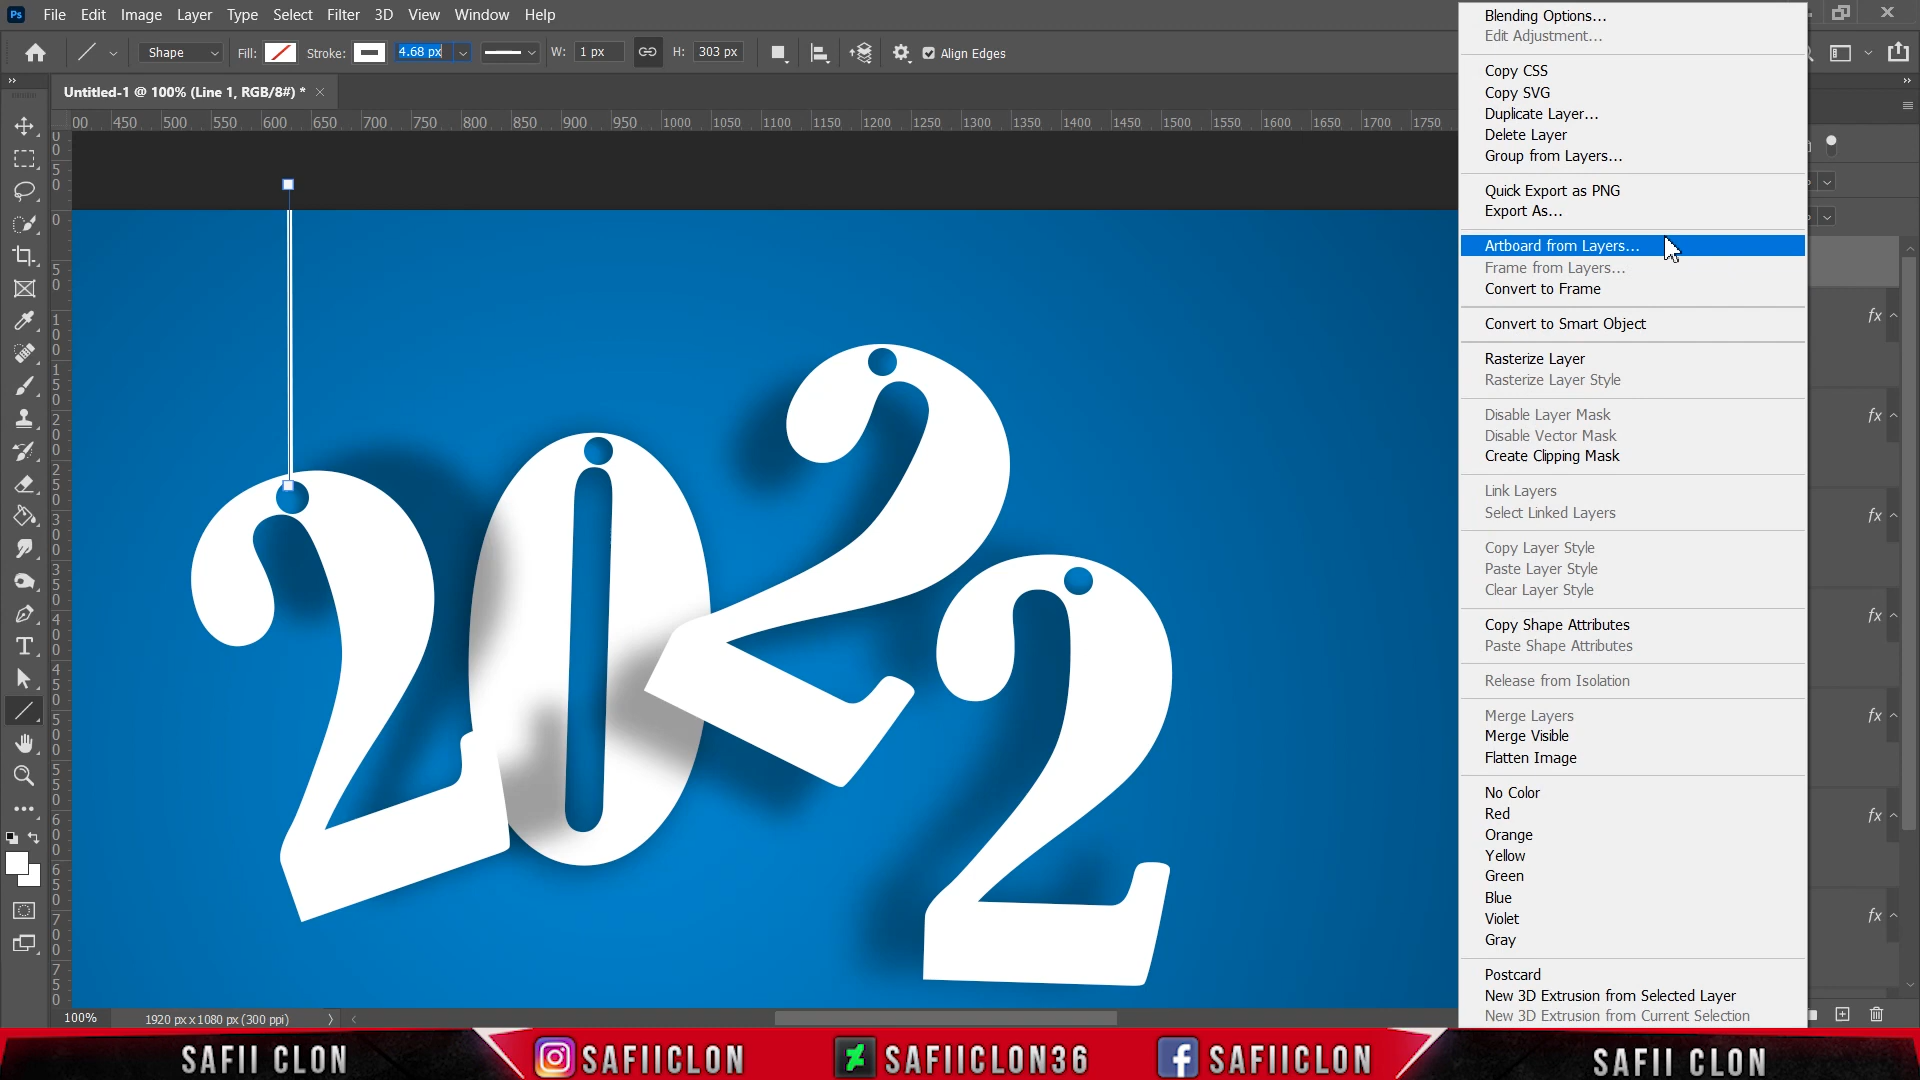 Ps File Edit Image Layer Type Select Filter 3D View Window Help
Shape Fill: Stroke: 4.68 px W: 1 px H: 303 px Align Edges
Untitled-1 @ 100% (Line 1, RGB/8#) *
00 450 500 550 600 650 700 750 800 850 900 950 1000 1050 1100 1150 1200 1250 1300 1350 1400 1450 1500 1550 1600 1650 1700 1750
2022
Blending Options...
Edit Adjustment...
Copy CSS
Copy SVG
Duplicate Layer...
Delete Layer
Group from Layers...
Quick Export as PNG
Export As...
Artboard from Layers...
Frame from Layers...
Convert to Frame
Convert to Smart Object
Rasterize Layer
Rasterize Layer Style
Disable Layer Mask
Disable Vector Mask
Create Clipping Mask
Link Layers
Select Linked Layers
Copy Layer Style
Paste Layer Style
Clear Layer Style
Copy Shape Attributes
Paste Shape Attributes
Release from Isolation
Merge Layers
Merge Visible
Flatten Image
No Color
Red
Orange
Yellow
Green
Blue
Violet
Gray
Postcard
New 3D Extrusion from Selected Layer
New 3D Extrusion from Current Selection
fx
fx
fx
fx
fx
fx
fx
100% 1920 px x 1080 px (300 ppi)
SAFII CLON SAFIICLON SAFIICLON36 SAFIICLON SAFII CLON